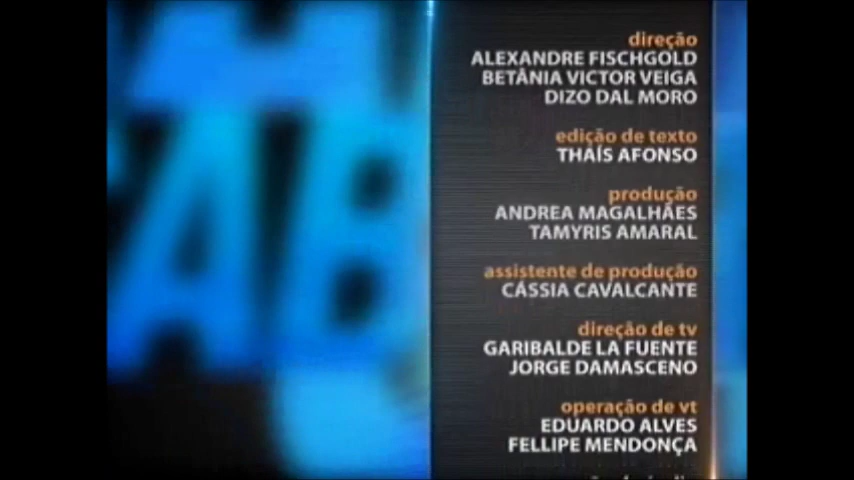 direção
ALEXANDRE FISCHGOLD
BETÂNIA VICTOR VEIGA
DIZO DAL MORO
edição de texto
THAÍS AFONSO
produção
ANDREA MAGALHÃES
TAMYRIS AMARAL
assistente de produção
CÁSSIA CAVALCANTE
direção de tv
GARIBALDE LA FUENTE
JORGE DAMASCENO
operação de vt
EDUARDO ALVES
FELLIPE MENDONÇA